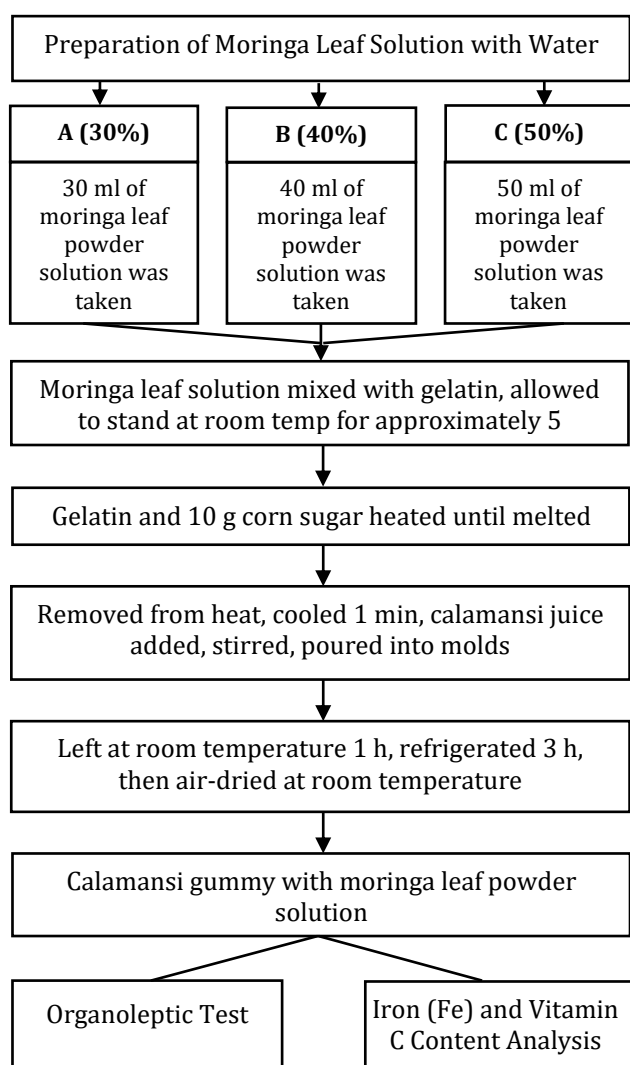 Preparation of Moringa Leaf Solution with Water
A (30%)
30 ml of
moringa leaf
powder
solution was
taken
B (40%)
40 ml of
moringa leaf
powder
solution was
taken
C (50%)
50 ml of
moringa leaf
powder
solution was
taken
Moringa leaf solution mixed with gelatin, allowed
to stand at room temp for approximately 5
Gelatin and 10 g corn sugar heated until melted
Removed from heat, cooled 1 min, calamansi juice
added, stirred, poured into molds
Left at room temperature 1 h, refrigerated 3 h,
then air-dried at room temperature
Calamansi gummy with moringa leaf powder
solution
Organoleptic Test
Iron (Fe) and Vitamin
C Content Analysis